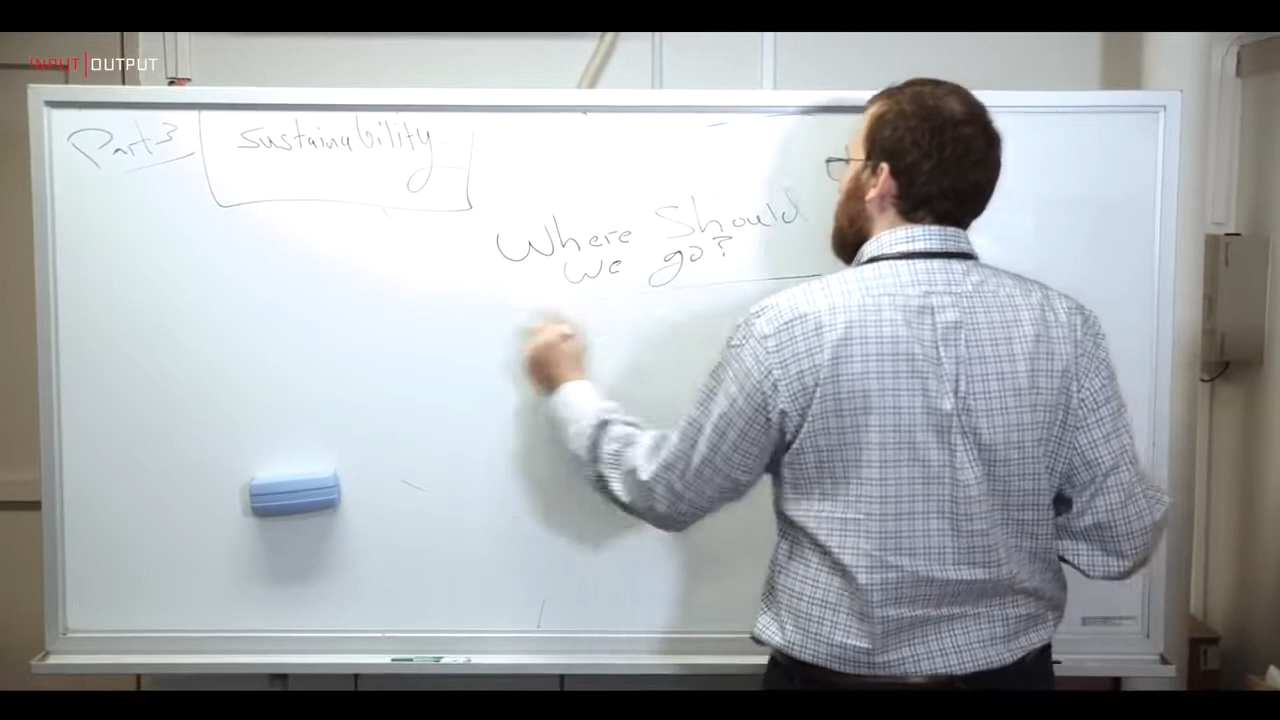 INPUT | OUTPUT
Part 3
Sustainability
Where Should
we go?